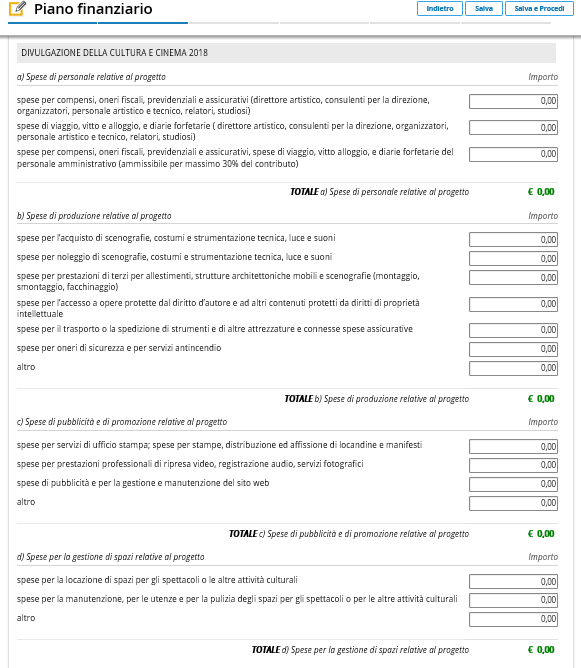 Piano finanziario
Indietro
Salva
Salva e Procedi
DIVULGAZIONE DELLA CULTURA E CINEMA 2018
a) Spese di personale relative al progetto
Importo
spese per compensi, oneri fiscali, previdenziali e assicurativi (direttore artistico, consulenti per la direzione,
organizzatori, personale artistico e tecnico, relatori, studiosi)
0,00
spese di viaggio, vitto e alloggio, e diarie forfetarie ( direttore artistico, consulenti per la direzione, organizzatori,
personale artistico e tecnico, relatori, studiosi)
0,00
spese per compensi, oneri fiscali, previdenziali e assicurativi, spese di viaggio, vitto alloggio, e diarie forfetarie del
personale amministrativo (ammissibile per massimo 30% del contributo)
0,00
TOTALE a) Spese di personale relative al progetto
€ 0,00
b) Spese di produzione relative al progetto
Importo
spese per l'acquisto di scenografie, costumi e strumentazione tecnica, luce e suoni
0,00
spese per noleggio di scenografie, costumi e strumentazione tecnica, luce e suoni
0,00
spese per prestazioni di terzi per allestimenti, strutture architettoniche mobili e scenografie (montaggio,
smontaggio, facchinaggio)
0,00
spese per l'accesso a opere protette dal diritto d'autore e ad altri contenuti protetti da diritti di proprietà
intellettuale
0,00
spese per il trasporto o la spedizione di strumenti e di altre attrezzature e connesse spese assicurative
0,00
spese per oneri di sicurezza e per servizi antincendio
0,00
altro
0,00
TOTALE b) Spese di produzione relative al progetto
€ 0,00
c) Spese di pubblicità e di promozione relative al progetto
Importo
spese per servizi di ufficio stampa; spese per stampe, distribuzione ed affissione di locandine e manifesti
0,00
spese per prestazioni professionali di ripresa video, registrazione audio, servizi fotografici
0,00
spese di pubblicità e per la gestione e manutenzione del sito web
0,00
altro
0,00
TOTALE c) Spese di pubblicità e di promozione relative al progetto
€ 0,00
d) Spese per la gestione di spazi relative al progetto
Importo
spese per la locazione di spazi per gli spettacoli o le altre attività culturali
0,00
spese per la manutenzione, per le utenze e per la pulizia degli spazi per gli spettacoli o per le altre attività culturali
0,00
altro
0,00
TOTALE d) Spese per la gestione di spazi relative al progetto
€ 0,00